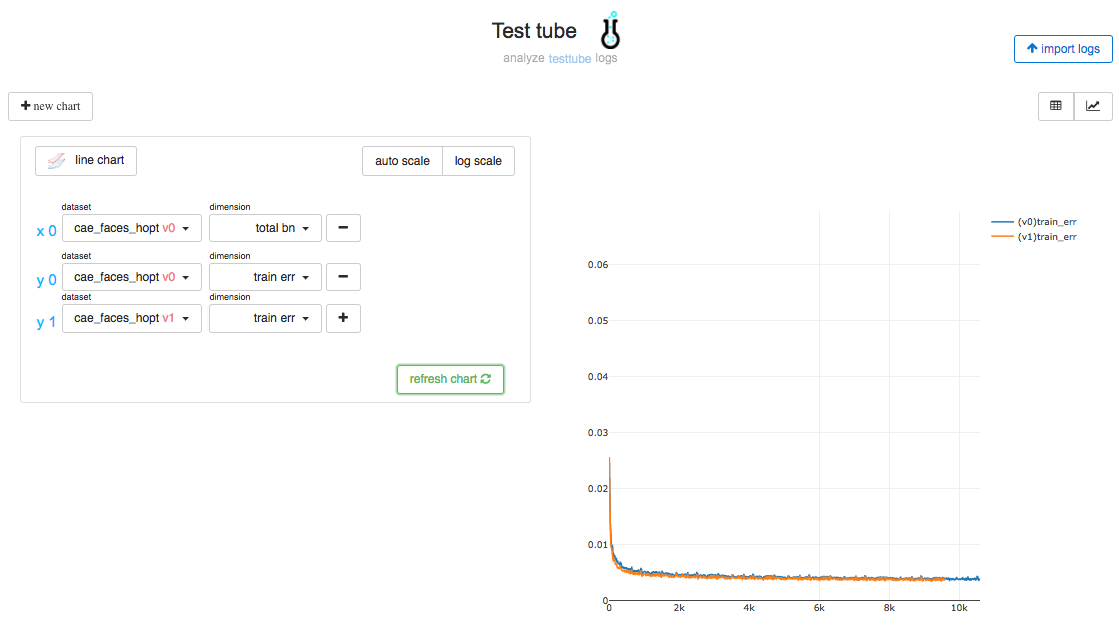 Test tube
analyze testtube logs
import logs
new chart
line chart
auto scale
log scale
dataset
dimension
x 0
cae_faces_hopt v0
total bn
dataset
dimension
y 0
cae_faces_hopt v0
train err
dataset
dimension
y 1
cae_faces_hopt v1
train err
refresh chart
(v0)train_err
(v1)train_err
0.06
0.05
0.04
0.03
0.02
0.01
0
0
2k
4k
6k
8k
10k